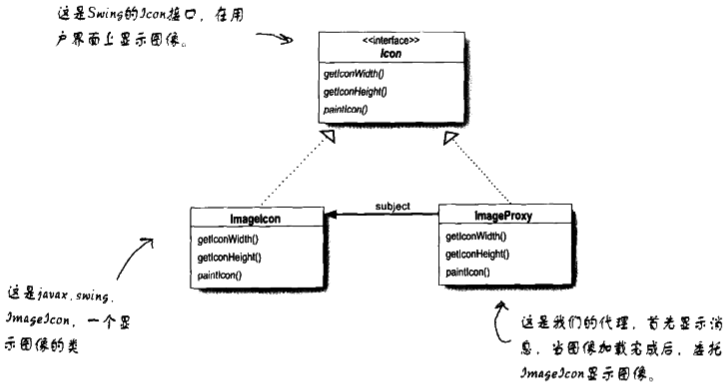 这是Swing的Icon接口，在用
户界面上显示图像。
<<interface>>
Icon
getIconWidth()
getIconHeight()
paintIcon()
subject
ImageIcon
getIconWidth()
getIconHeight()
paintIcon()
ImageProxy
getIconWidth()
getIconHeight()
paintIcon()
这是javax.swing.
ImageIcon，一个显
示图像的类
这是我们的代理，首先显示消
息，当图像加载完成后，委托
ImageIcon显示图像。